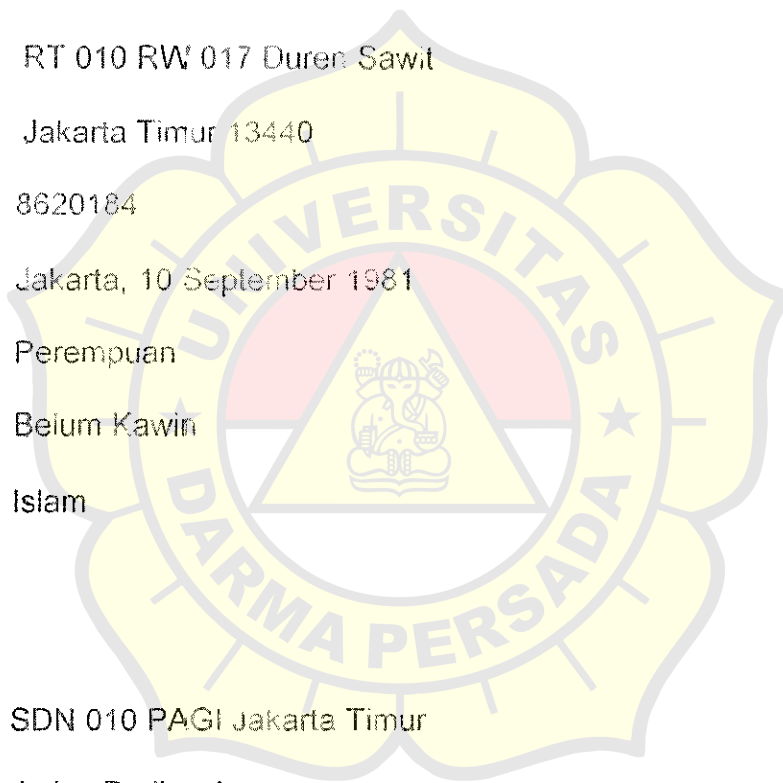 RT 010 RW 017 Duren Sawit
Jakarta Timur 13440
8620184
Jakarta, 10 September 1981
Perempuan
Belum Kawin
Islam
SDN 010 PAGI Jakarta Timur
UNIVERSITAS
DARMA PERSADA